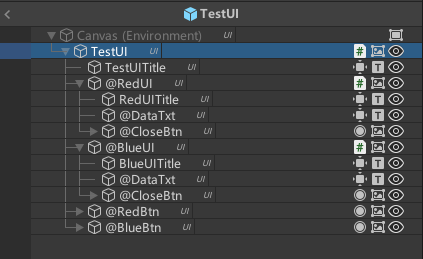 TestUI
Canvas (Environment) UI
TestUI UI #
TestUITitle UI T
@RedUI UI #
RedUITitle UI T
@DataTxt UI T
@CloseBtn UI
@BlueUI UI #
BlueUITitle UI T
@DataTxt UI T
@CloseBtn UI
@RedBtn UI
@BlueBtn UI